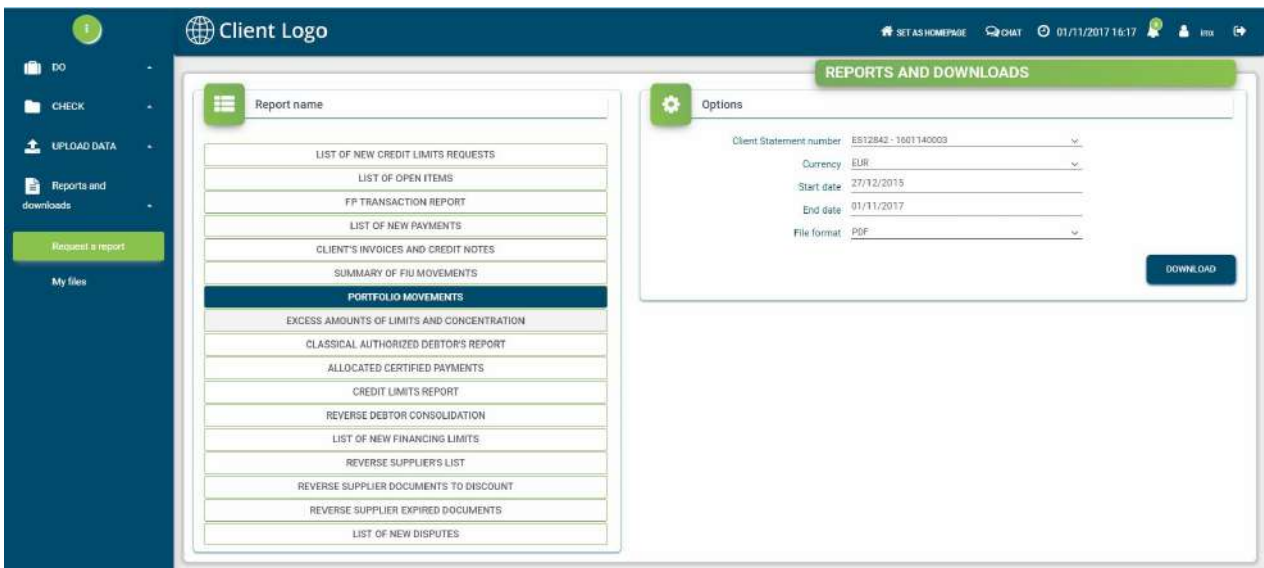 i
Client Logo
SET AS HOMEPAGE
CHAT
01/11/2017 16:17
imx
DO
CHECK
UPLOAD DATA
Reports and
downloads
Request a report
My files
REPORTS AND DOWNLOADS
Report name
LIST OF NEW CREDIT LIMITS REQUESTS
LIST OF OPEN ITEMS
FP TRANSACTION REPORT
LIST OF NEW PAYMENTS
CLIENT'S INVOICES AND CREDIT NOTES
SUMMARY OF FIU MOVEMENTS
PORTFOLIO MOVEMENTS
EXCESS AMOUNTS OF LIMITS AND CONCENTRATION
CLASSICAL AUTHORIZED DEBTOR'S REPORT
ALLOCATED CERTIFIED PAYMENTS
CREDIT LIMITS REPORT
REVERSE DEBTOR CONSOLIDATION
LIST OF NEW FINANCING LIMITS
REVERSE SUPPLIER'S LIST
REVERSE SUPPLIER DOCUMENTS TO DISCOUNT
REVERSE SUPPLIER EXPIRED DOCUMENTS
LIST OF NEW DISPUTES
Options
Client Statement number ES12842 - 1601140003
Currency EUR
Start date 27/12/2015
End date 01/11/2017
File format PDF
DOWNLOAD